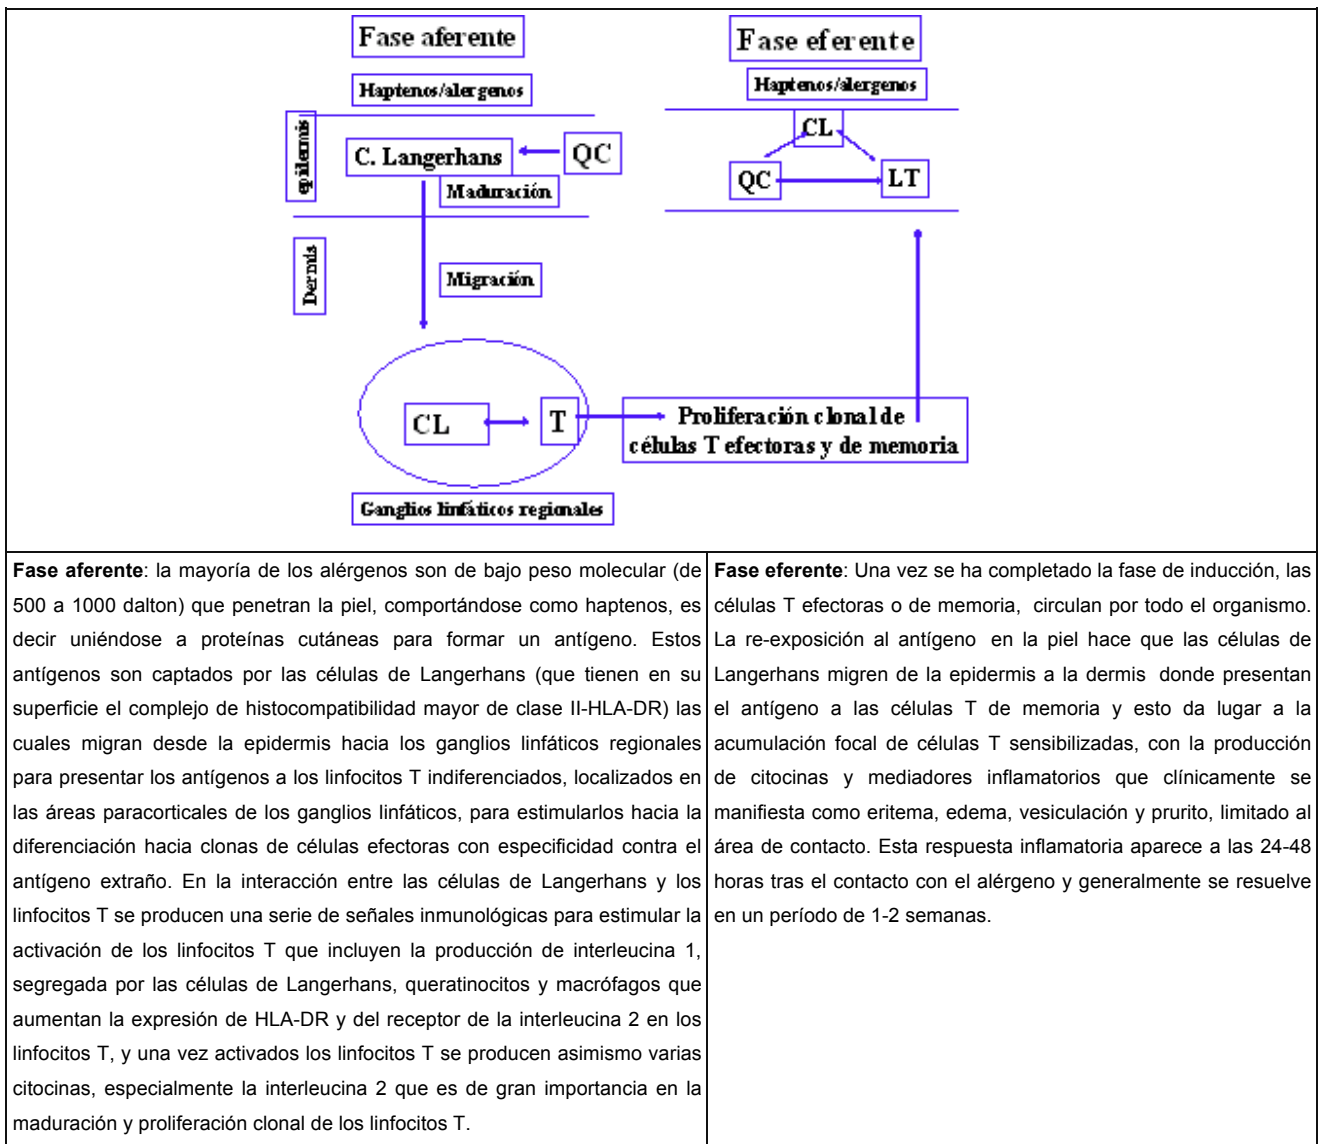 Fase aferente
Haptenos/alergenos
epidermis
C. Langerhans
QC
Maduración
Dermis
Migración
CL
T
Ganglios linfáticos regionales
Proliferación clonal de
células T efectoras y de memoria
Fase eferente
Haptenos/alergenos
CL
QC
LT
Fase aferente: la mayoría de los alérgenos son de bajo peso molecular (de
500 a 1000 dalton) que penetran la piel, comportándose como haptenos, es
decir uniéndose a proteínas cutáneas para formar un antígeno. Estos
antígenos son captados por las células de Langerhans (que tienen en su
superficie el complejo de histocompatibilidad mayor de clase II-HLA-DR) las
cuales migran desde la epidermis hacia los ganglios linfáticos regionales
para presentar los antígenos a los linfocitos T indiferenciados, localizados en
las áreas paracorticales de los ganglios linfáticos, para estimularlos hacia la
diferenciación hacia clonas de células efectoras con especificidad contra el
antígeno extraño. En la interacción entre las células de Langerhans y los
linfocitos T se producen una serie de señales inmunológicas para estimular la
activación de los linfocitos T que incluyen la producción de interleucina 1,
segregada por las células de Langerhans, queratinocitos y macrófagos que
aumentan la expresión de HLA-DR y del receptor de la interleucina 2 en los
linfocitos T, y una vez activados los linfocitos T se producen asimismo varias
citocinas, especialmente la interleucina 2 que es de gran importancia en la
maduración y proliferación clonal de los linfocitos T.
Fase eferente: Una vez se ha completado la fase de inducción, las
células T efectoras o de memoria, circulan por todo el organismo.
La re-exposición al antígeno en la piel hace que las células de
Langerhans migren de la epidermis a la dermis donde presentan
el antígeno a las células T de memoria y esto da lugar a la
acumulación focal de células T sensibilizadas, con la producción
de citocinas y mediadores inflamatorios que clínicamente se
manifiesta como eritema, edema, vesiculación y prurito, limitado al
área de contacto. Esta respuesta inflamatoria aparece a las 24-48
horas tras el contacto con el alérgeno y generalmente se resuelve
en un período de 1-2 semanas.